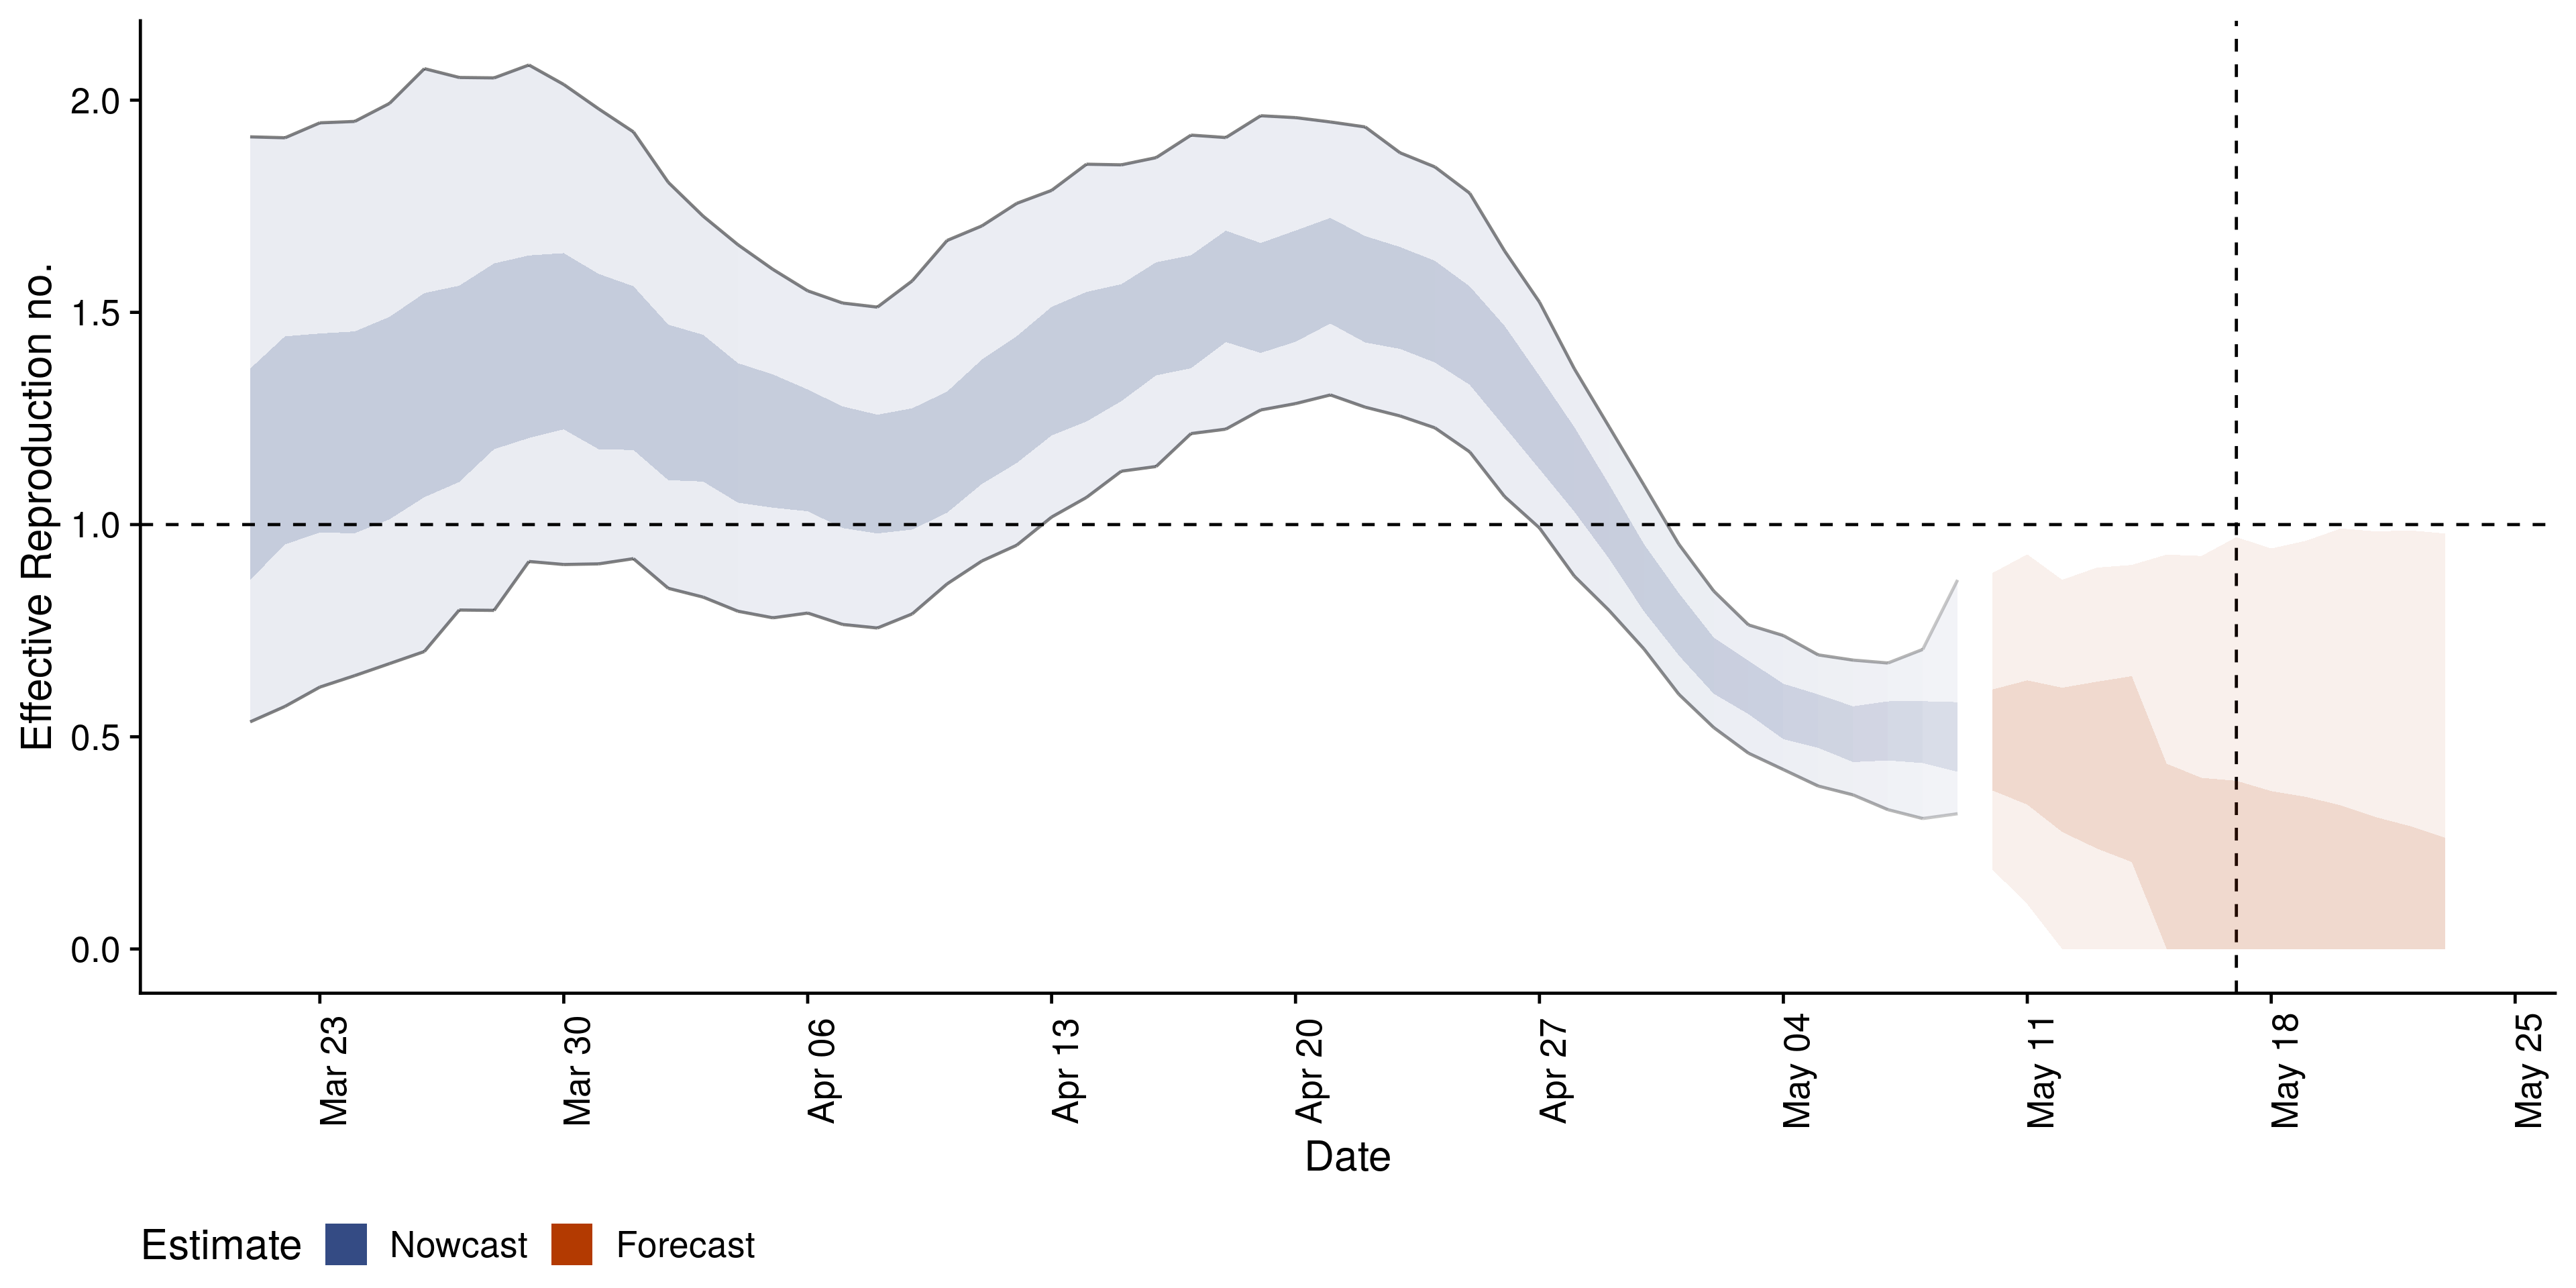 Effective Reproduction no.
2.0
1.5
1.0
0.5
0.0
Mar 23
Mar 30
Apr 06
Apr 13
Apr 20
Apr 27
May 04
May 11
May 18
May 25
Date
Estimate Nowcast Forecast